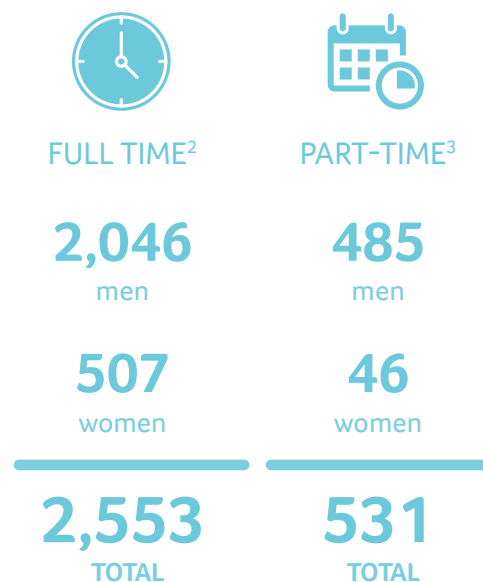 FULL TIME²
2,046
men
507
women
2,553
TOTAL
PART-TIME³
485
men
46
women
531
TOTAL